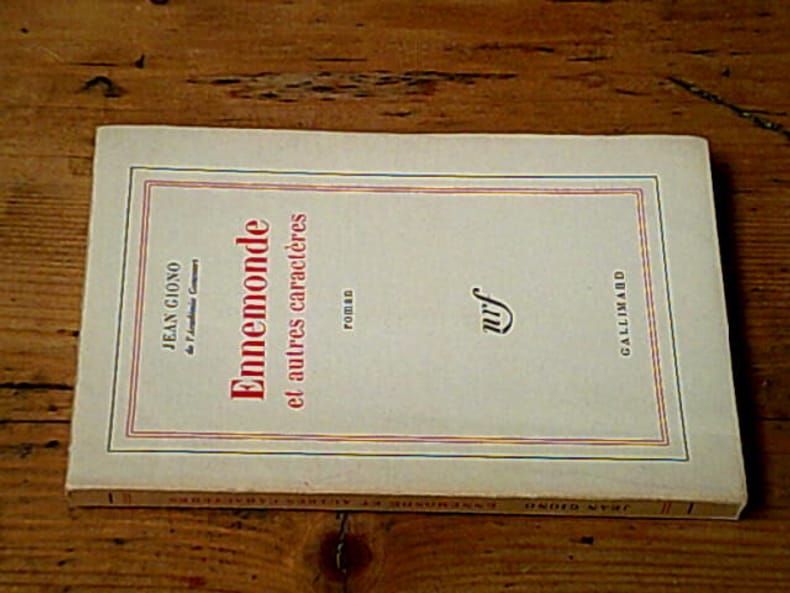 JEAN GIONO
de l'Académie Goncourt
Ennemonde
et autres caractères
roman
nrf
GALLIMARD
JEAN GIONO ENNEMONDE ET AUTRES CARACTÈRES